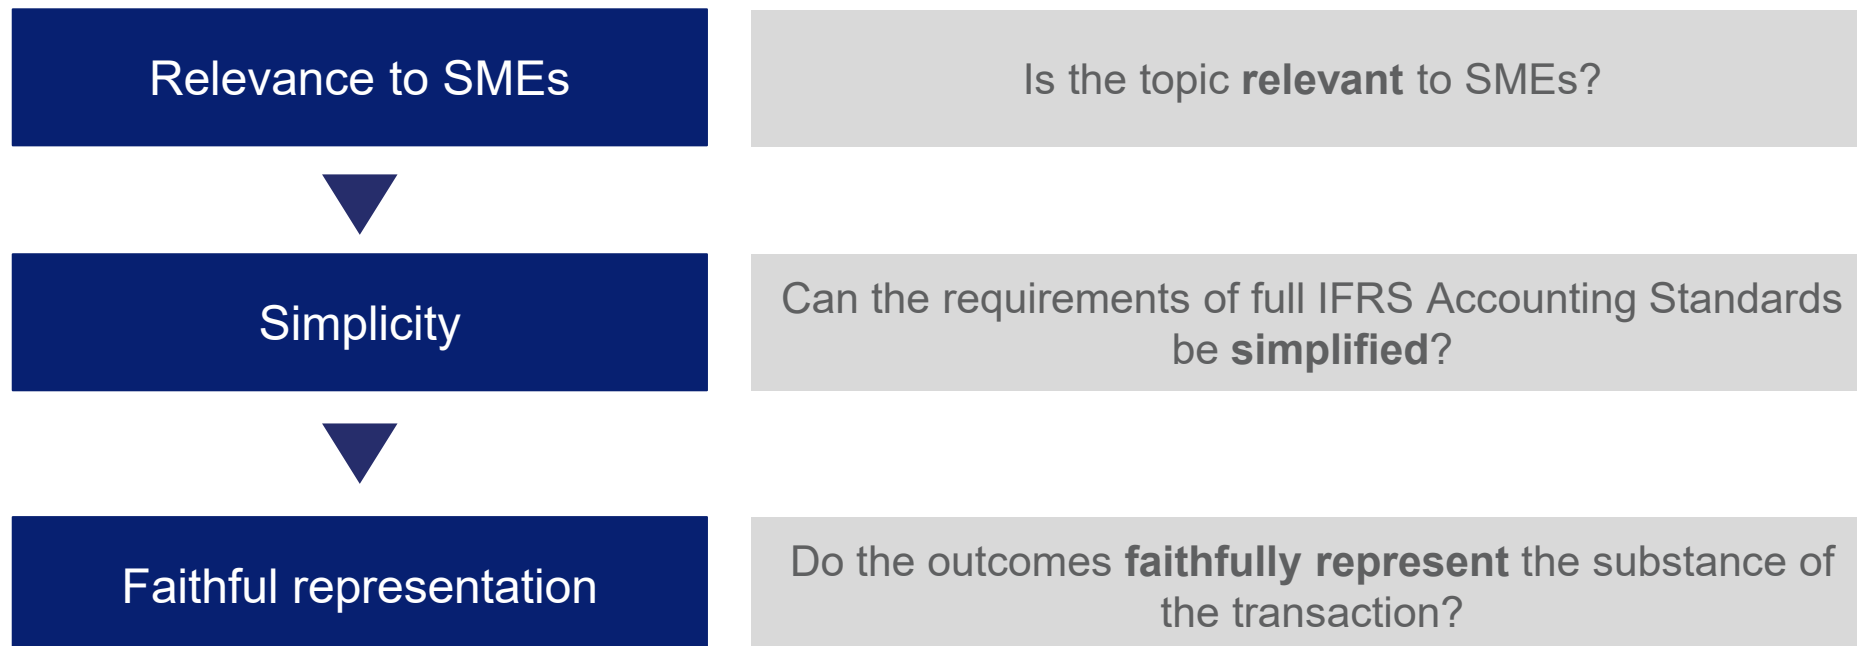 Relevance to SMEs
Is the topic relevant to SMEs?
Simplicity
Can the requirements of full IFRS Accounting Standards
be simplified?
Faithful representation
Do the outcomes faithfully represent the substance of
the transaction?